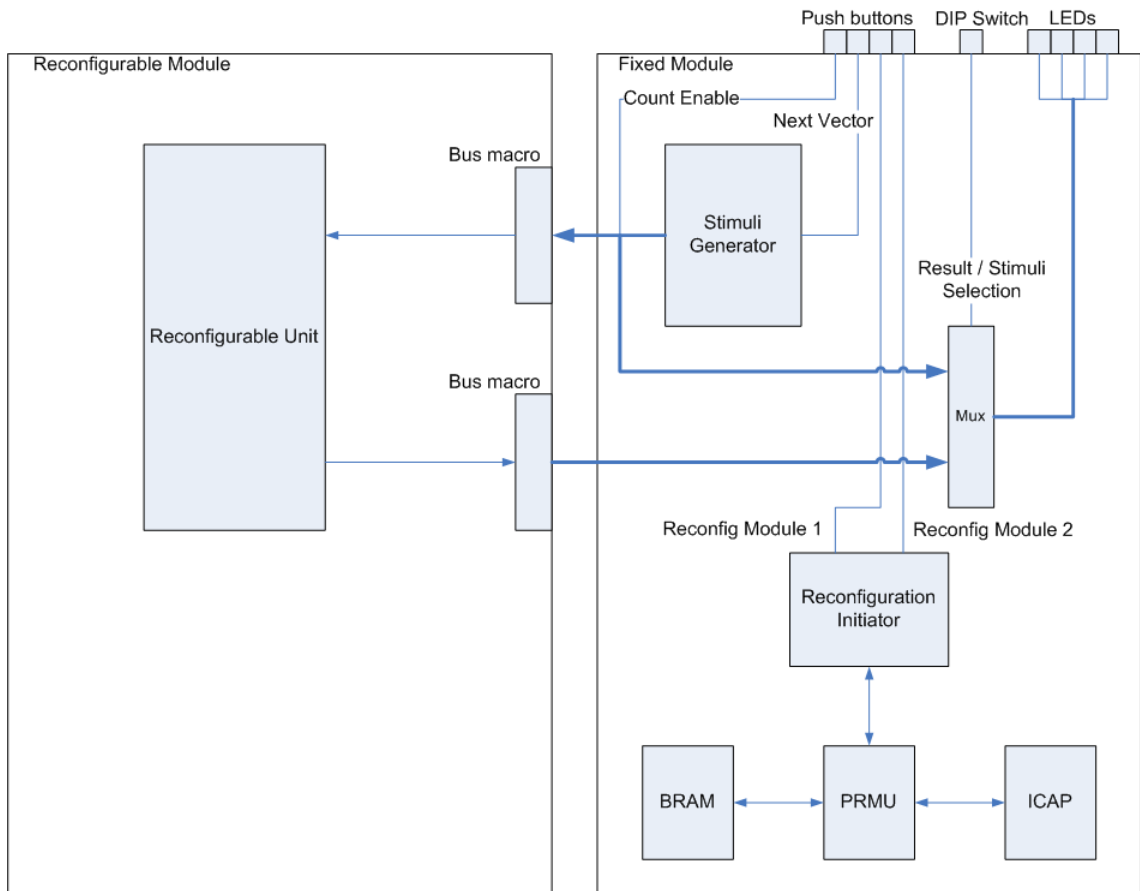 Push buttons
DIP Switch
LEDs
Reconfigurable Module
Fixed Module
Count Enable
Next Vector
Bus macro
Stimuli
Generator
Result / Stimuli
Selection
Reconfigurable Unit
Bus macro
Mux
Reconfig Module 1
Reconfig Module 2
Reconfiguration
Initiator
BRAM
PRMU
ICAP